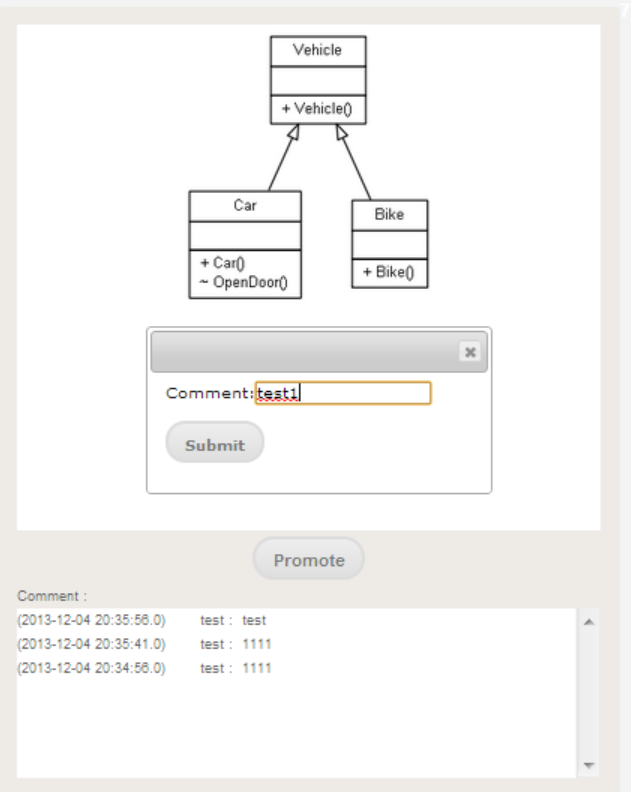 7
Vehicle
+ Vehicle()
Car
+ Car()
~ OpenDoor()
Bike
+ Bike()
Comment:test1
Submit
Promote
Comment :
(2013-12-04 20:35:56.0) test : test
(2013-12-04 20:35:41.0) test : 1111
(2013-12-04 20:34:56.0) test : 1111